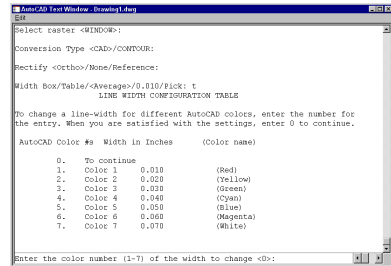 AutoCAD Text Window - Drawing1.dwg
Edit
Select raster <WINDOW>:
Conversion Type <CAD>/CONTOUR:
Rectify <Ortho>/None/Reference:
Width Box/Table/<Average>/0.010/Pick: t
LINE WIDTH CONFIGURATION TABLE
To change a line-width for different AutoCAD colors, enter the number for
the entry. When you are satisfied with the settings, enter 0 to continue.
AutoCAD Color #s Width in Inches (Color name)
0. To continue
1. Color 1 0.010 (Red)
2. Color 2 0.020 (Yellow)
3. Color 3 0.030 (Green)
4. Color 4 0.040 (Cyan)
5. Color 5 0.050 (Blue)
6. Color 6 0.060 (Magenta)
7. Color 7 0.070 (White)
Enter the color number (1-7) of the width to change <0>: